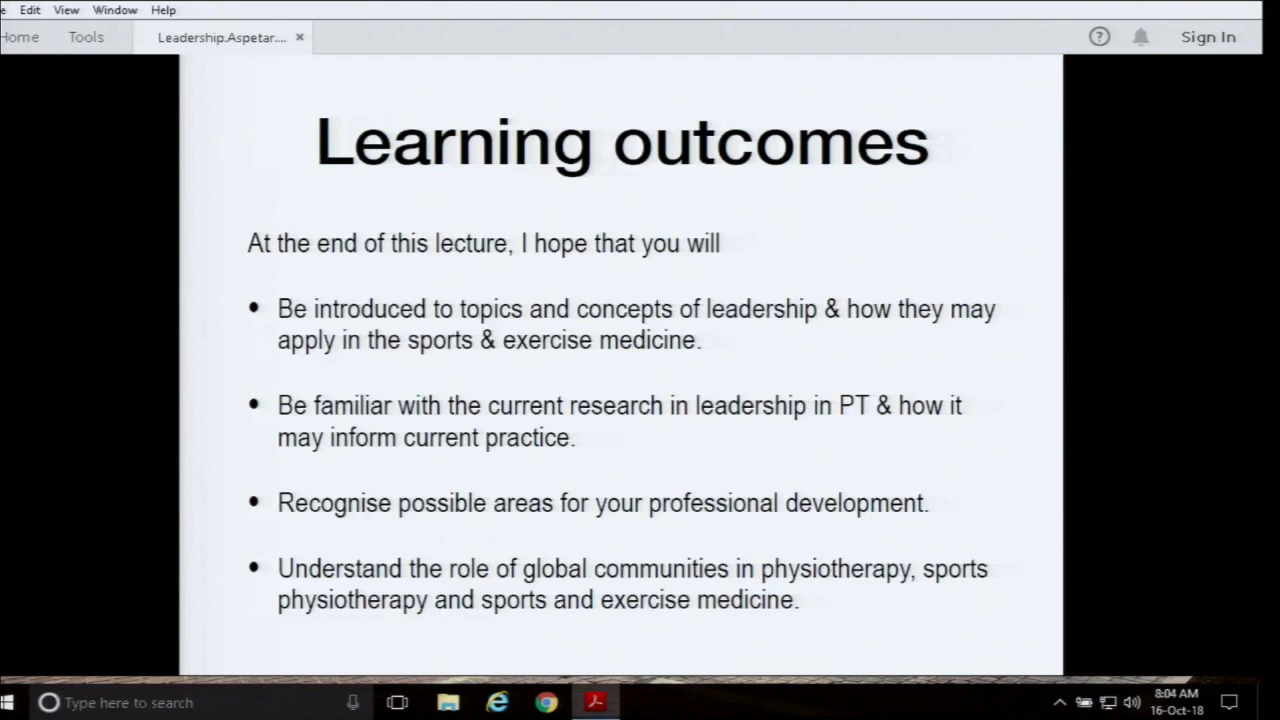 Edit View Window Help
Home Tools Leadership.Aspetar.... × ? Sign In
Learning outcomes
At the end of this lecture, I hope that you will
• Be introduced to topics and concepts of leadership & how they may
apply in the sports & exercise medicine.
• Be familiar with the current research in leadership in PT & how it
may inform current practice.
• Recognise possible areas for your professional development.
• Understand the role of global communities in physiotherapy, sports
physiotherapy and sports and exercise medicine.
Type here to search
8:04 AM
16-Oct-18